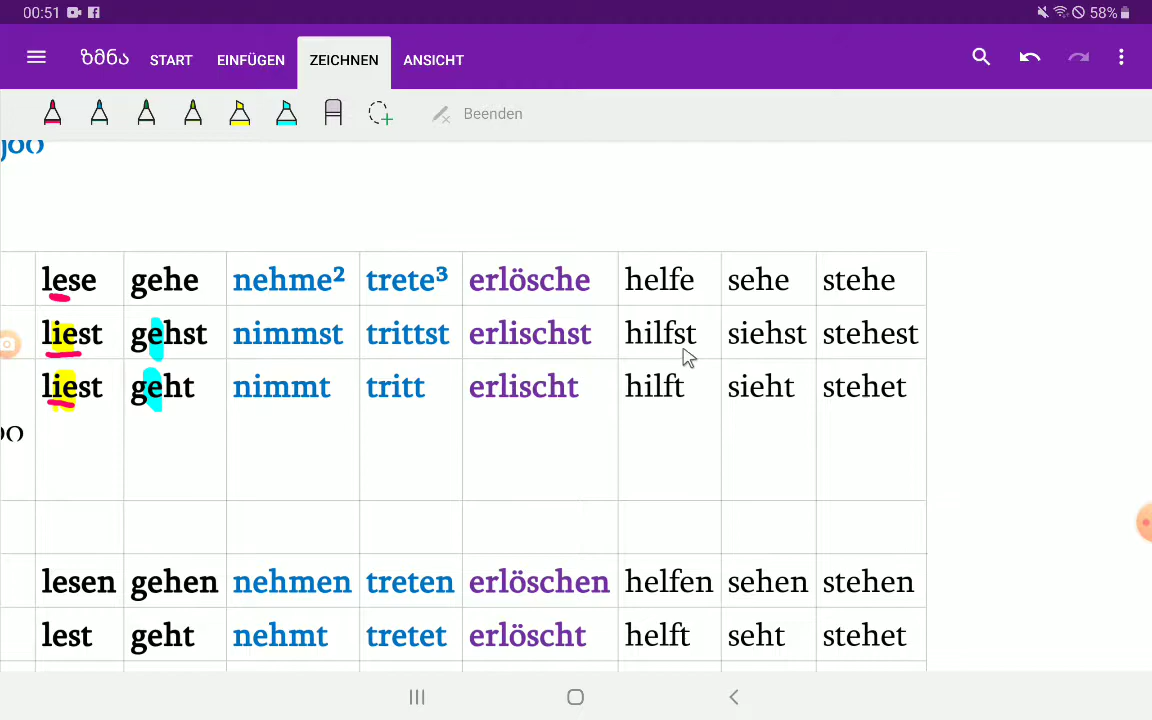 00:51 58%
ზმნა START EINFÜGEN ZEICHNEN ANSICHT
Beenden
lese gehe nehme² trete³ erlösche helfe sehe stehe
liest gehst nimmst trittst erlischst hilfst siehst stehest
liest geht nimmt tritt erlischt hilft sieht stehet
lesen gehen nehmen treten erlöschen helfen sehen stehen
lest geht nehmt tretet erlöscht helft seht stehet